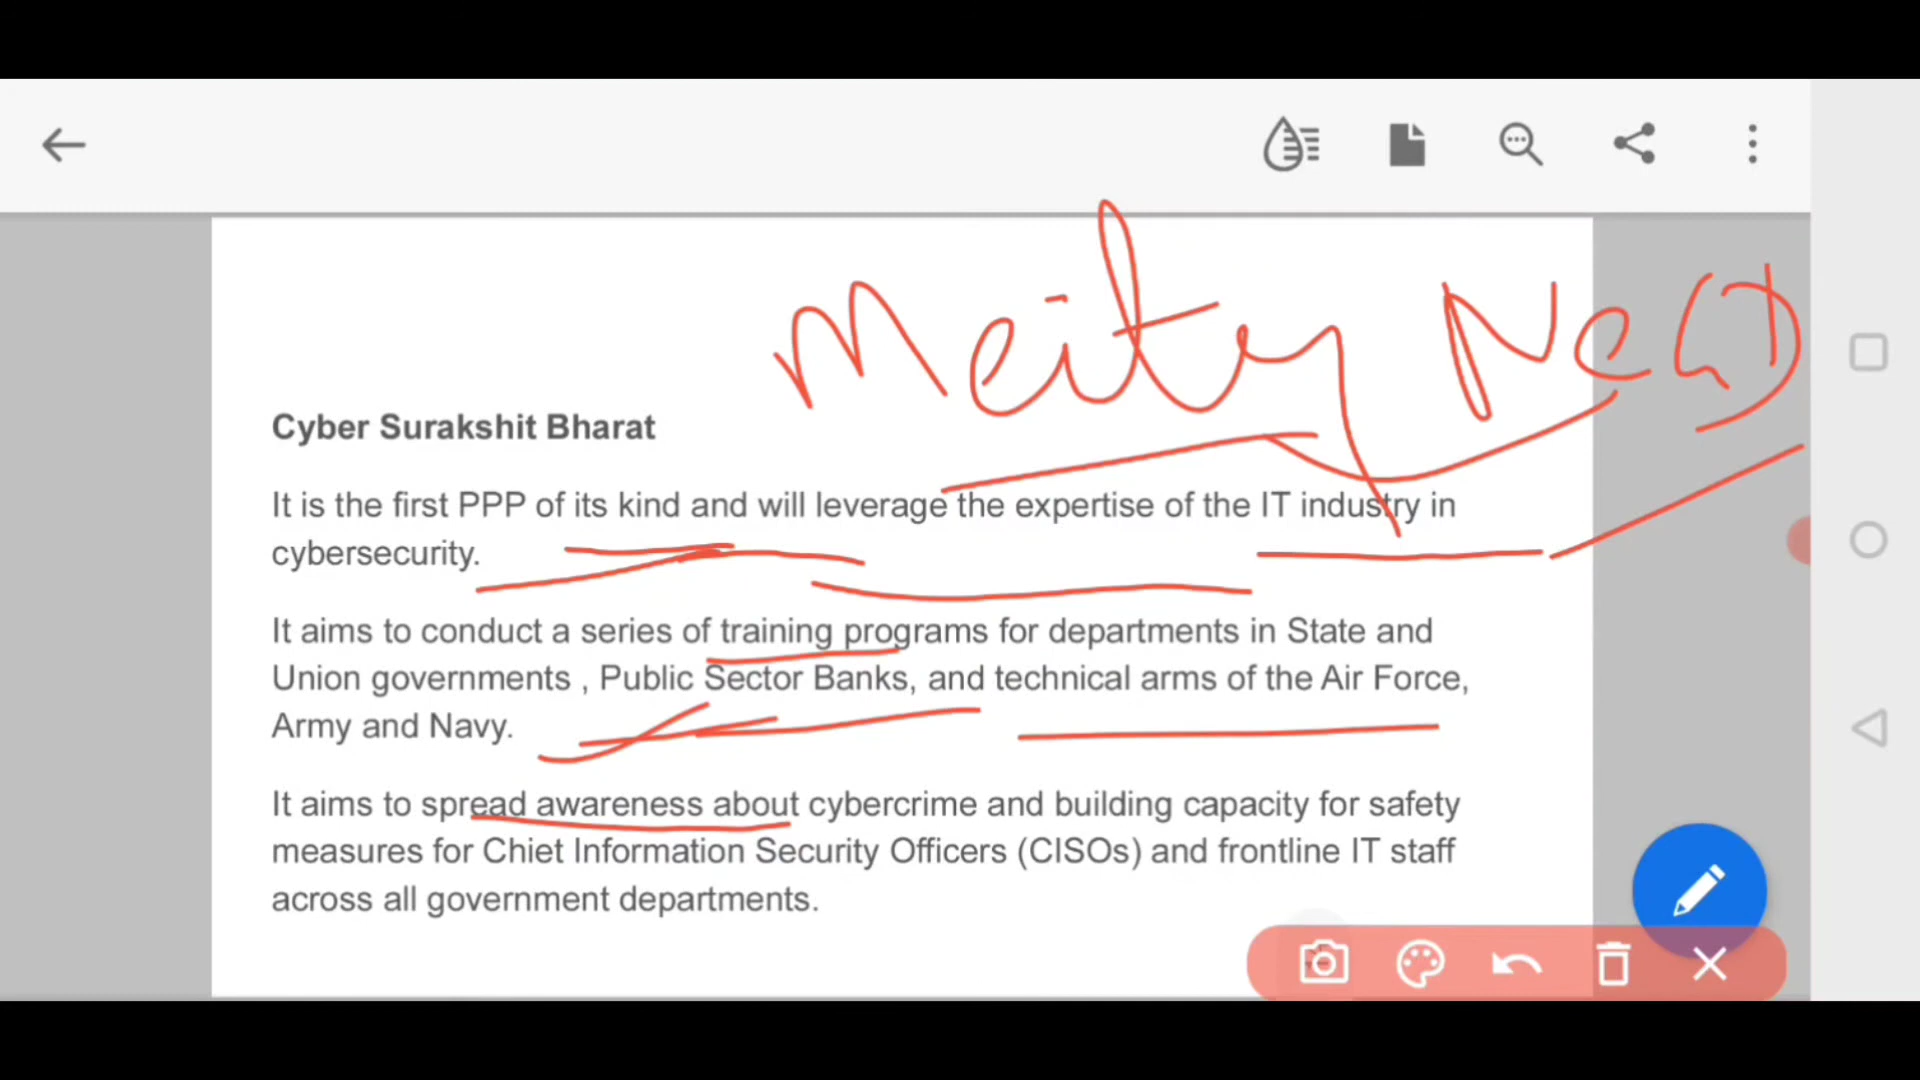 Meity NeGD
Cyber Surakshit Bharat
It is the first PPP of its kind and will leverage the expertise of the IT industry in
cybersecurity.
It aims to conduct a series of training programs for departments in State and
Union governments , Public Sector Banks, and technical arms of the Air Force,
Army and Navy.
It aims to spread awareness about cybercrime and building capacity for safety
measures for Chiet Information Security Officers (CISOs) and frontline IT staff
across all government departments.